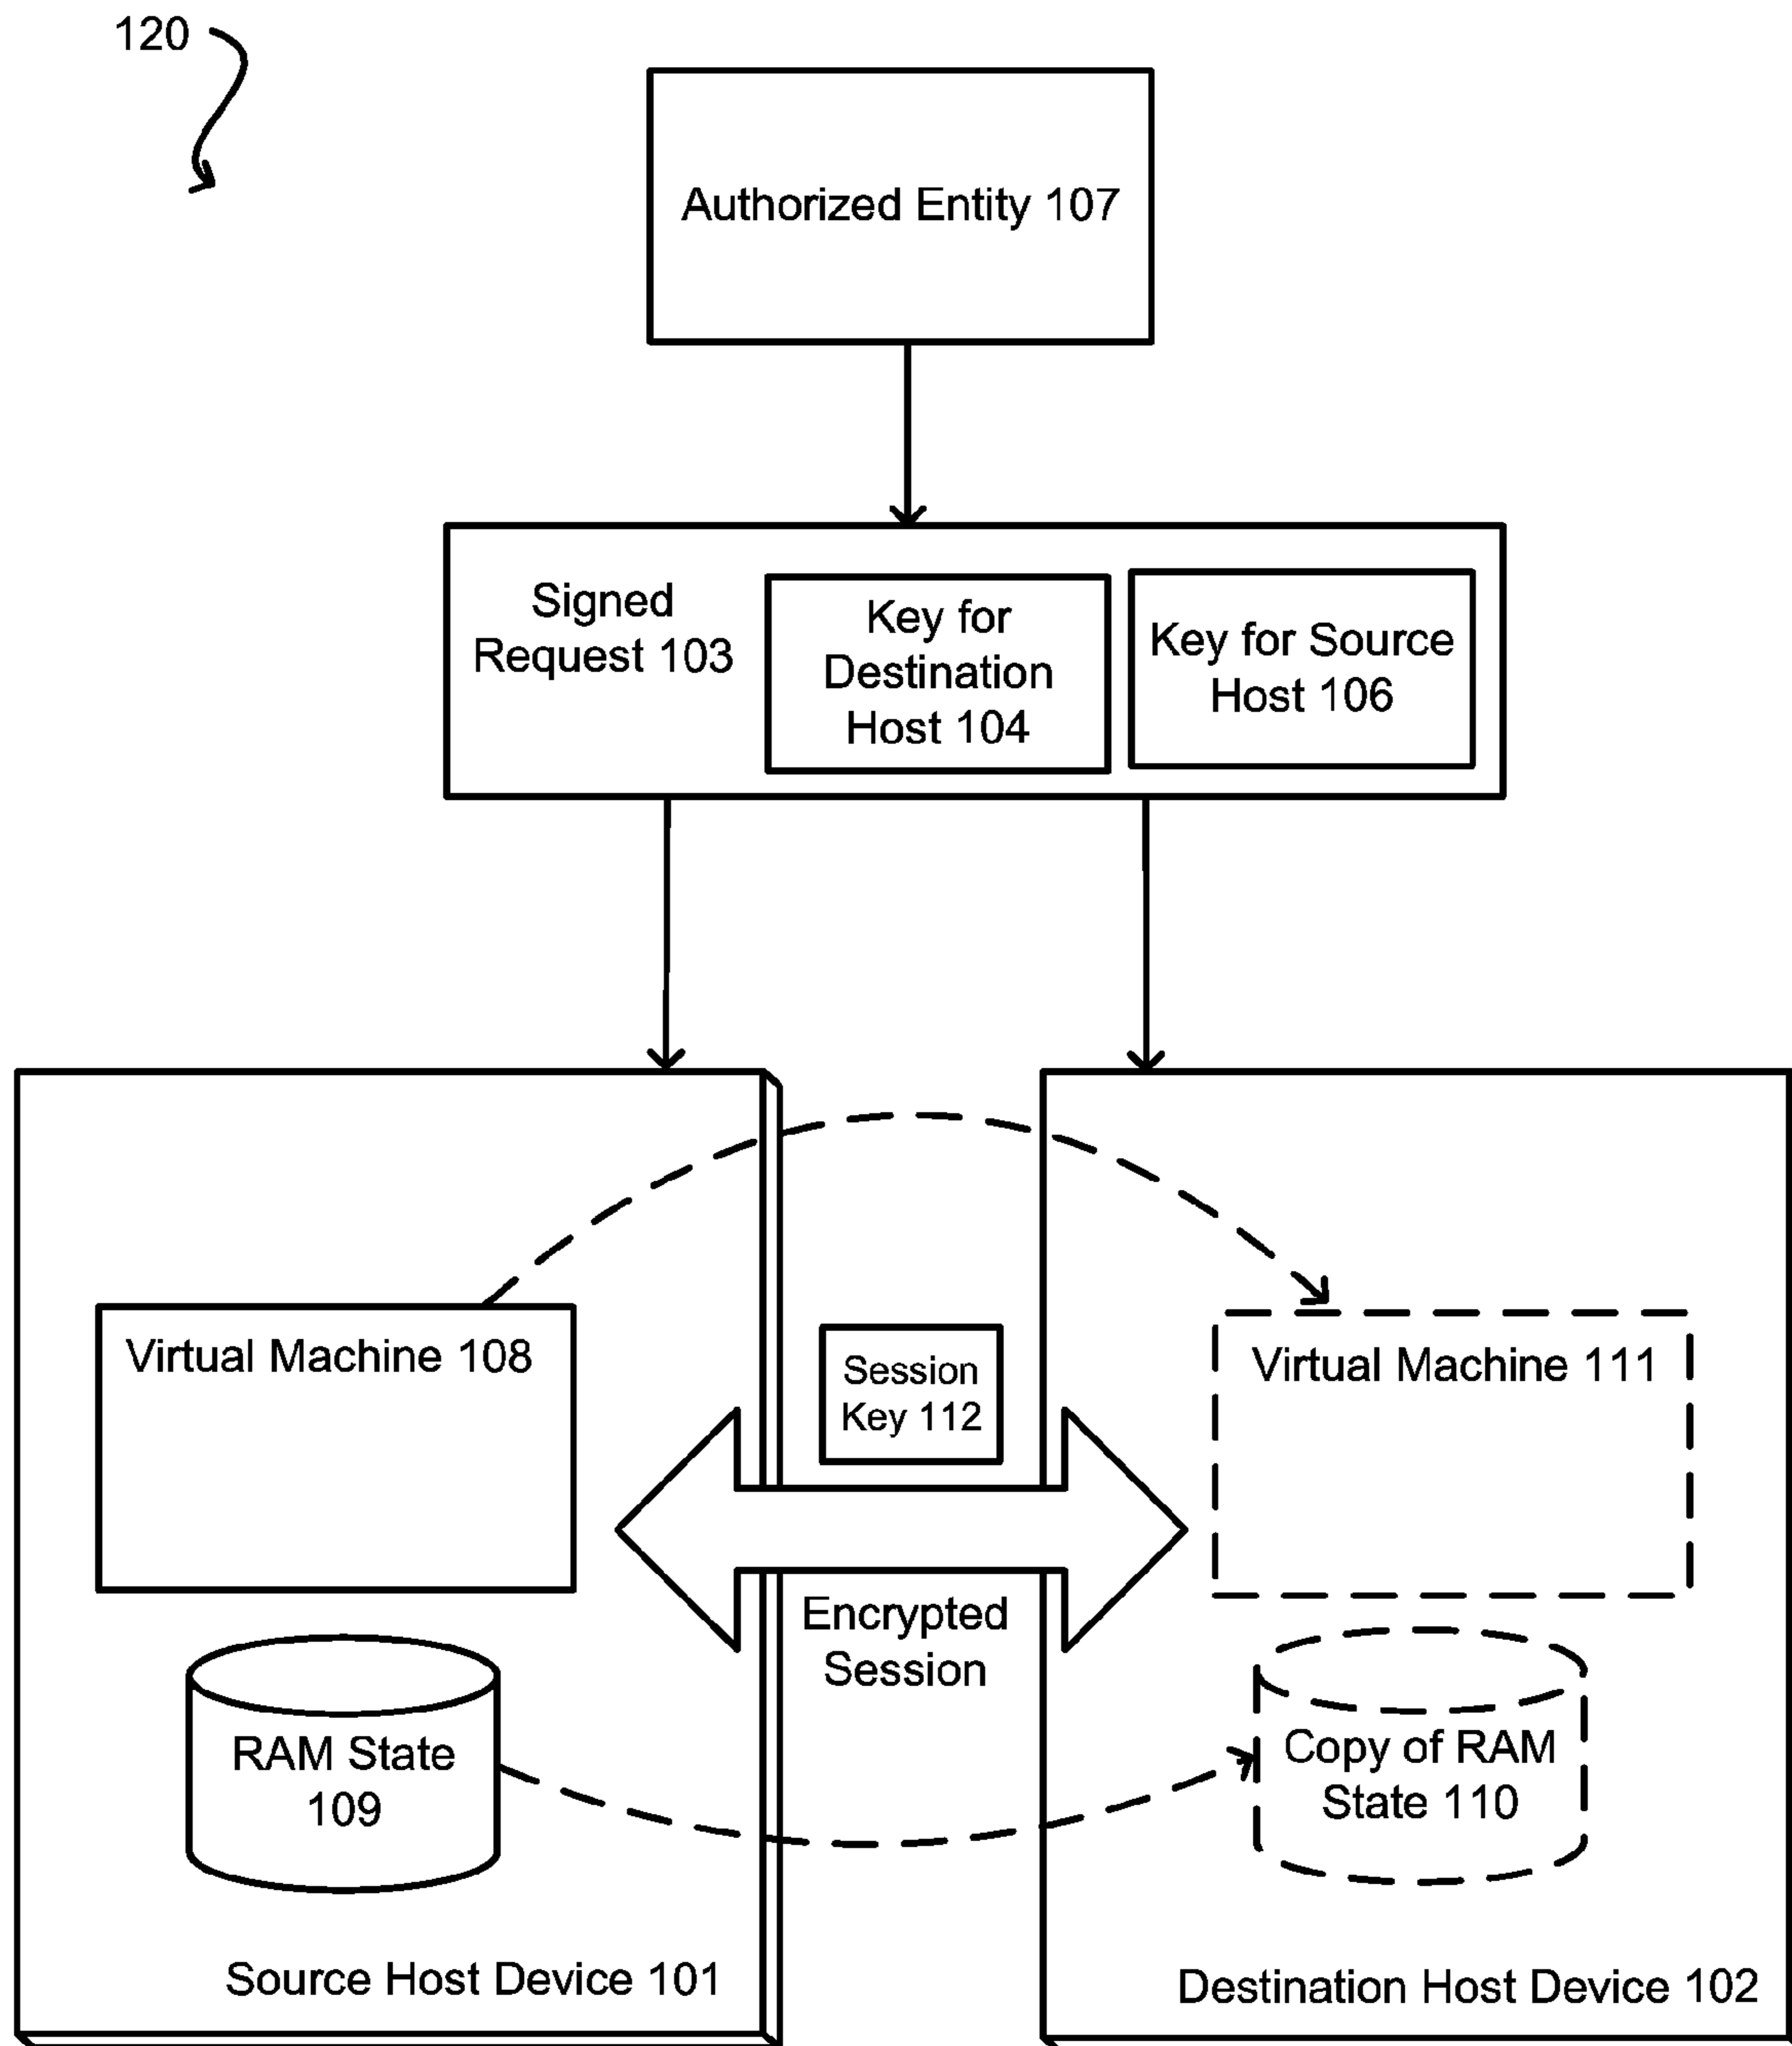 120
Authorized Entity 107
Signed
Request 103
Key for
Destination
Host 104
Key for Source
Host 106
Virtual Machine 108
Session
Key 112
Virtual Machine 111
Encrypted
Session
RAM State
109
Copy of RAM
State 110
Source Host Device 101
Destination Host Device 102